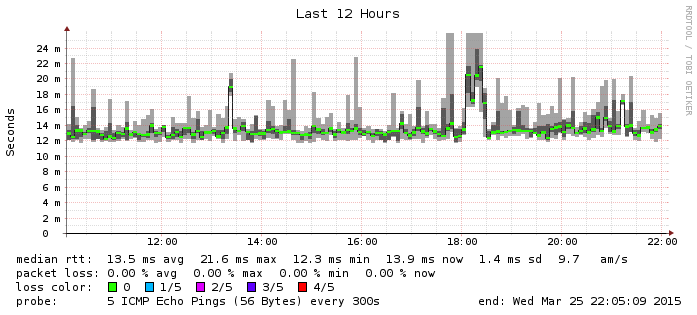 Last 12 Hours
RRDTOOL / TOBI OETIKER
Seconds
24 m
22 m
20 m
18 m
16 m
14 m
12 m
10 m
8 m
6 m
4 m
2 m
0
12:00 14:00 16:00 18:00 20:00 22:00
median rtt: 13.5 ms avg 21.6 ms max 12.3 ms min 13.9 ms now 1.4 ms sd 9.7 am/s
packet loss: 0.00 % avg 0.00 % max 0.00 % min 0.00 % now
loss color: 0 1/5 2/5 3/5 4/5
probe: 5 ICMP Echo Pings (56 Bytes) every 300s end: Wed Mar 25 22:05:09 2015